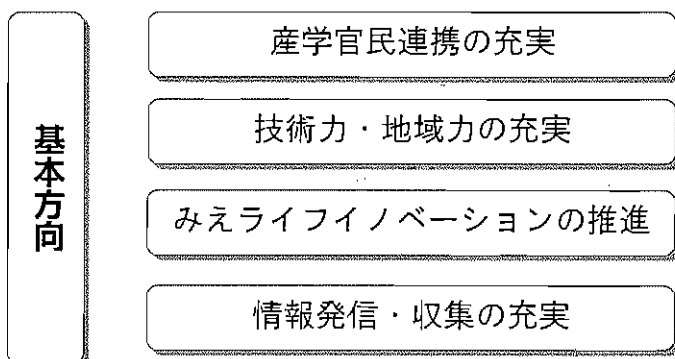 基本方向
産学官民連携の充実
技術力・地域力の充実
みえライフイノベーションの推進
情報発信・収集の充実